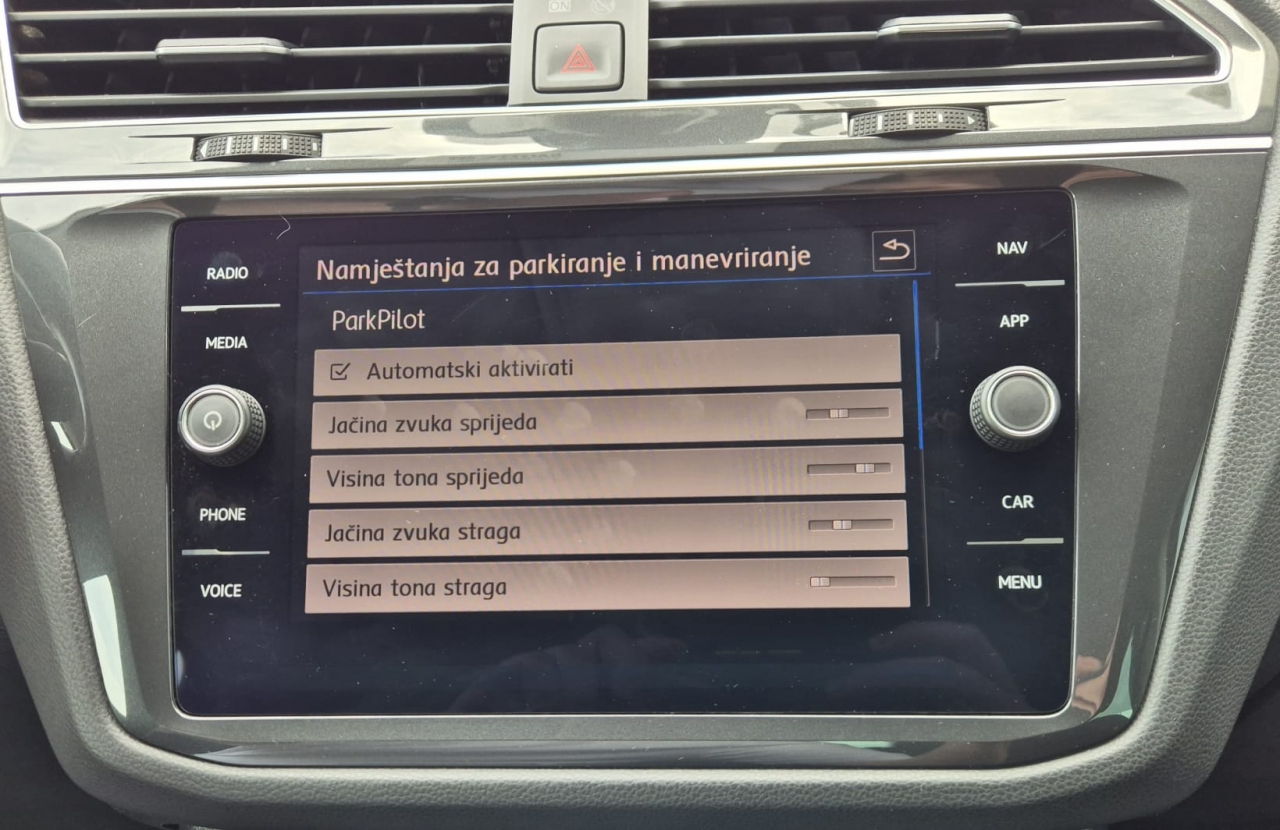 RADIO
MEDIA
PHONE
VOICE
Namještanja za parkiranje i manevriranje
ParkPilot
Automatski aktivirati
Jačina zvuka sprijeda
Visina tona sprijeda
Jačina zvuka straga
Visina tona straga
NAV
APP
CAR
MENU